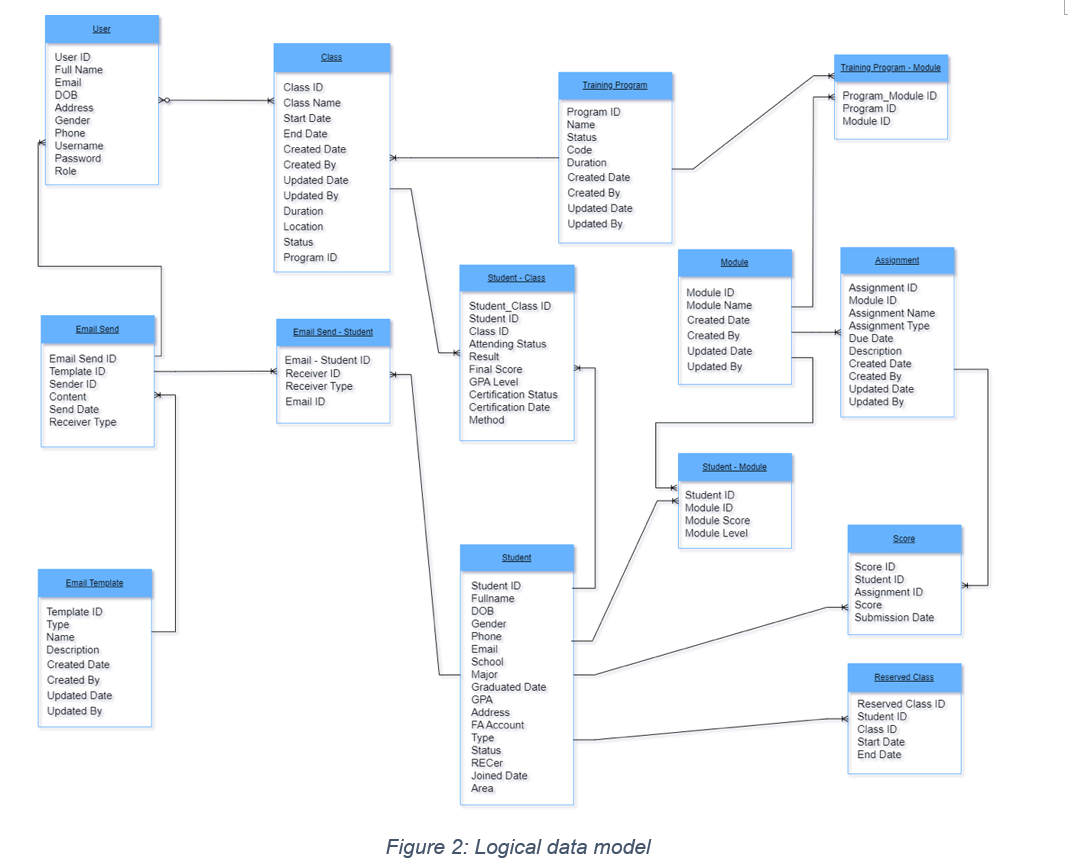 User
User ID
Full Name
Email
DOB
Address
Gender
Phone
Username
Password
Role
Class
Class ID
Class Name
Start Date
End Date
Created Date
Created By
Updated Date
Updated By
Duration
Location
Status
Program ID
Training Program
Program ID
Name
Status
Code
Duration
Created Date
Created By
Updated Date
Updated By
Training Program - Module
Program_Module ID
Program ID
Module ID
Module
Module ID
Module Name
Created Date
Created By
Updated Date
Updated By
Assignment
Assignment ID
Module ID
Assignment Name
Assignment Type
Due Date
Description
Created Date
Created By
Updated Date
Updated By
Email Send
Email Send ID
Template ID
Sender ID
Content
Send Date
Receiver Type
Email Send - Student
Email - Student ID
Receiver ID
Receiver Type
Email ID
Student - Class
Student_Class ID
Student ID
Class ID
Attending Status
Result
Final Score
GPA Level
Certification Status
Certification Date
Method
Student - Module
Student ID
Module ID
Module Score
Module Level
Email Template
Template ID
Type
Name
Description
Created Date
Created By
Updated Date
Updated By
Student
Student ID
Fullname
DOB
Gender
Phone
Email
School
Major
Graduated Date
GPA
Address
FA Account
Type
Status
RECer
Joined Date
Area
Score
Score ID
Student ID
Assignment ID
Score
Submission Date
Reserved Class
Reserved Class ID
Student ID
Class ID
Start Date
End Date
Figure 2: Logical data model